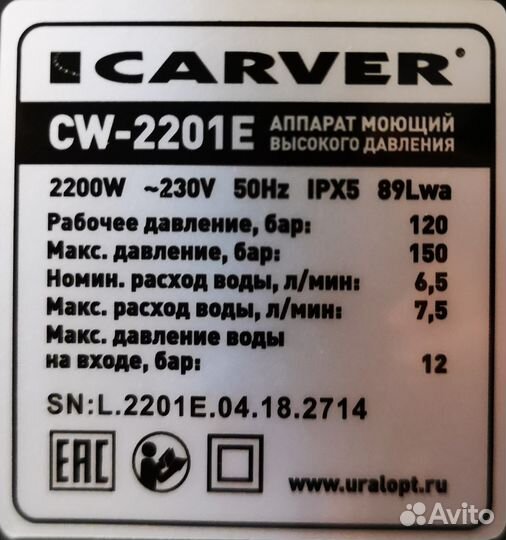 CARVER
CW-2201E
АППАРАТ МОЮЩИЙ
ВЫСОКОГО ДАВЛЕНИЯ
2200W ~230V 50Hz IPX5 89Lwa
Рабочее давление, бар: 120
Макс. давление, бар: 150
Номин. расход воды, л/мин: 6,5
Макс. расход воды, л/мин: 7,5
Макс. давление воды
на входе, бар: 12
SN:L.2201E.04.18.2714
EAC
www.uralopt.ru
Avito